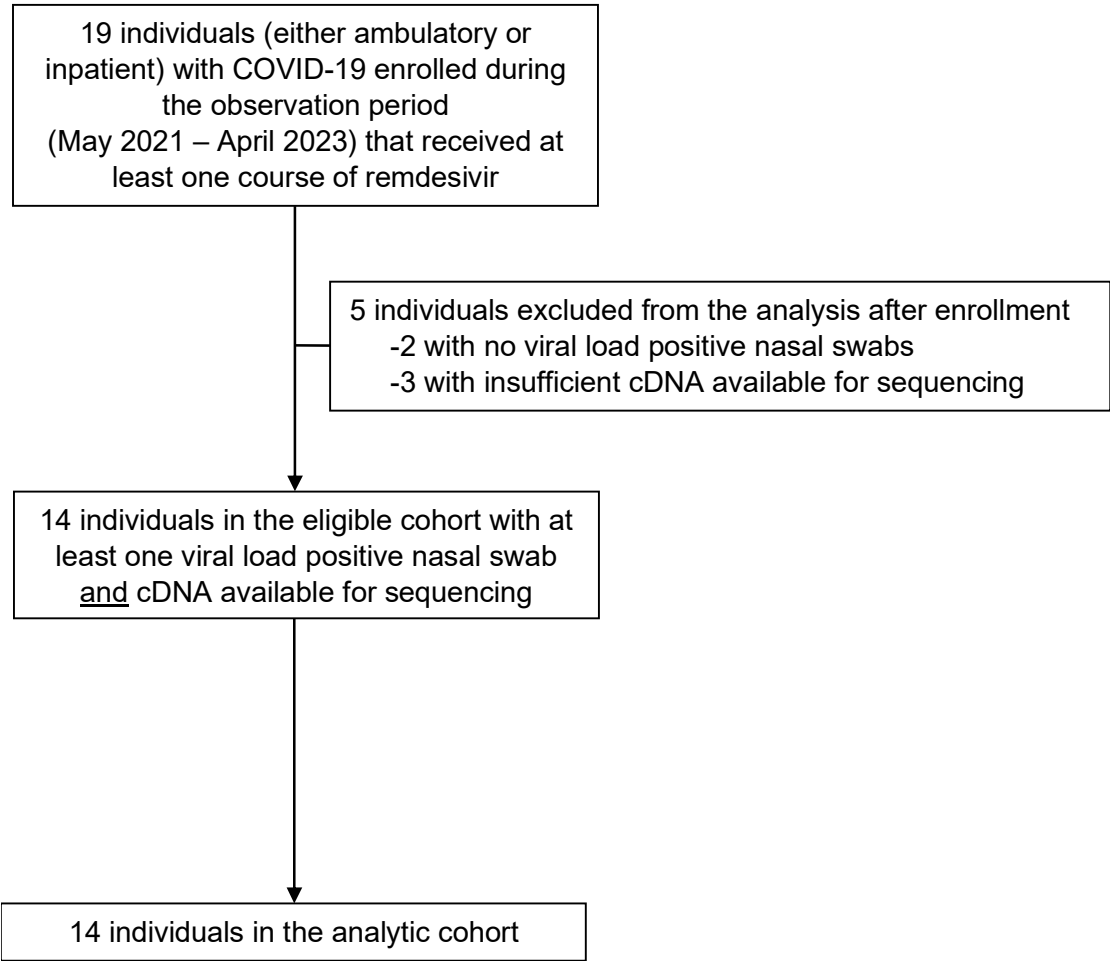 19 individuals (either ambulatory or
inpatient) with COVID-19 enrolled during
the observation period
(May 2021 – April 2023) that received at
least one course of remdesivir
5 individuals excluded from the analysis after enrollment
-2 with no viral load positive nasal swabs
-3 with insufficient cDNA available for sequencing
14 individuals in the eligible cohort with at
least one viral load positive nasal swab
and cDNA available for sequencing
14 individuals in the analytic cohort